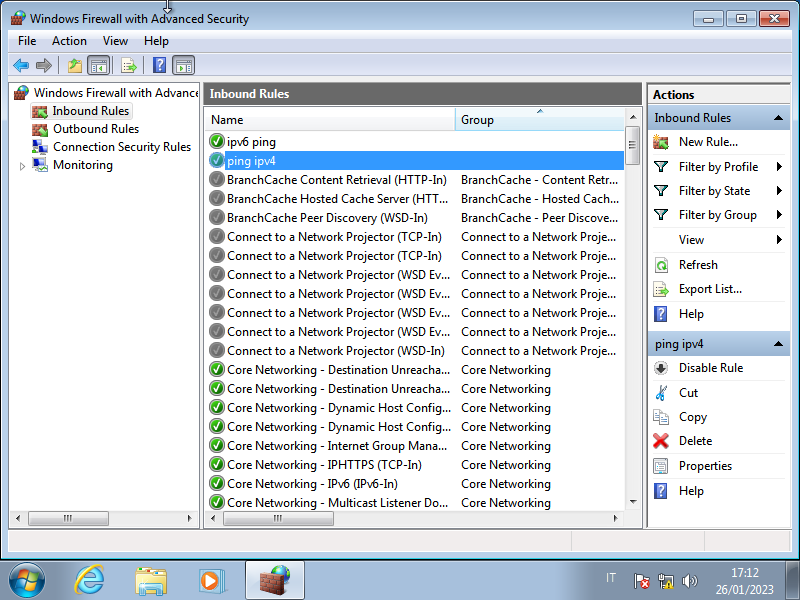 Windows Firewall with Advanced Security
File Action View Help
Windows Firewall with Advance
Inbound Rules
Outbound Rules
Connection Security Rules
Monitoring
Inbound Rules
Name Group
ipv6 ping
ping ipv4
BranchCache Content Retrieval (HTTP-In) BranchCache - Content Retr...
BranchCache Hosted Cache Server (HTT... BranchCache - Hosted Cach...
BranchCache Peer Discovery (WSD-In) BranchCache - Peer Discove...
Connect to a Network Projector (TCP-In) Connect to a Network Proje...
Connect to a Network Projector (TCP-In) Connect to a Network Proje...
Connect to a Network Projector (WSD Ev... Connect to a Network Proje...
Connect to a Network Projector (WSD Ev... Connect to a Network Proje...
Connect to a Network Projector (WSD Ev... Connect to a Network Proje...
Connect to a Network Projector (WSD Ev... Connect to a Network Proje...
Connect to a Network Projector (WSD-In) Connect to a Network Proje...
Core Networking - Destination Unreacha... Core Networking
Core Networking - Destination Unreacha... Core Networking
Core Networking - Dynamic Host Config... Core Networking
Core Networking - Dynamic Host Config... Core Networking
Core Networking - Internet Group Mana... Core Networking
Core Networking - IPHTTPS (TCP-In) Core Networking
Core Networking - IPv6 (IPv6-In) Core Networking
Core Networking - Multicast Listener Do... Core Networking
Actions
Inbound Rules
New Rule...
Filter by Profile
Filter by State
Filter by Group
View
Refresh
Export List...
Help
ping ipv4
Disable Rule
Cut
Copy
Delete
Properties
Help
IT
17:12
26/01/2023